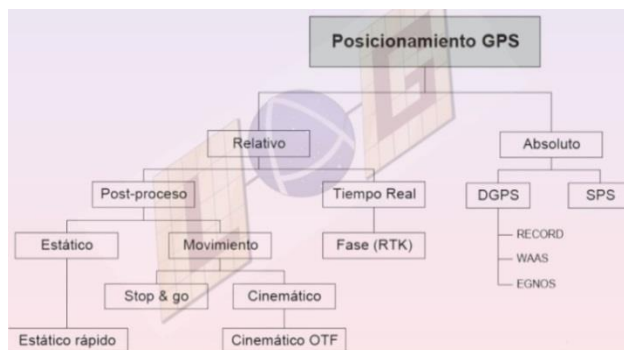 Posicionamiento GPS
Relativo
Absoluto
Post-proceso
Tiempo Real
DGPS
SPS
Estático
Movimiento
Fase (RTK)
RECORD
WAAS
EGNOS
Stop & go
Cinemático
Estático rápido
Cinemático OTF